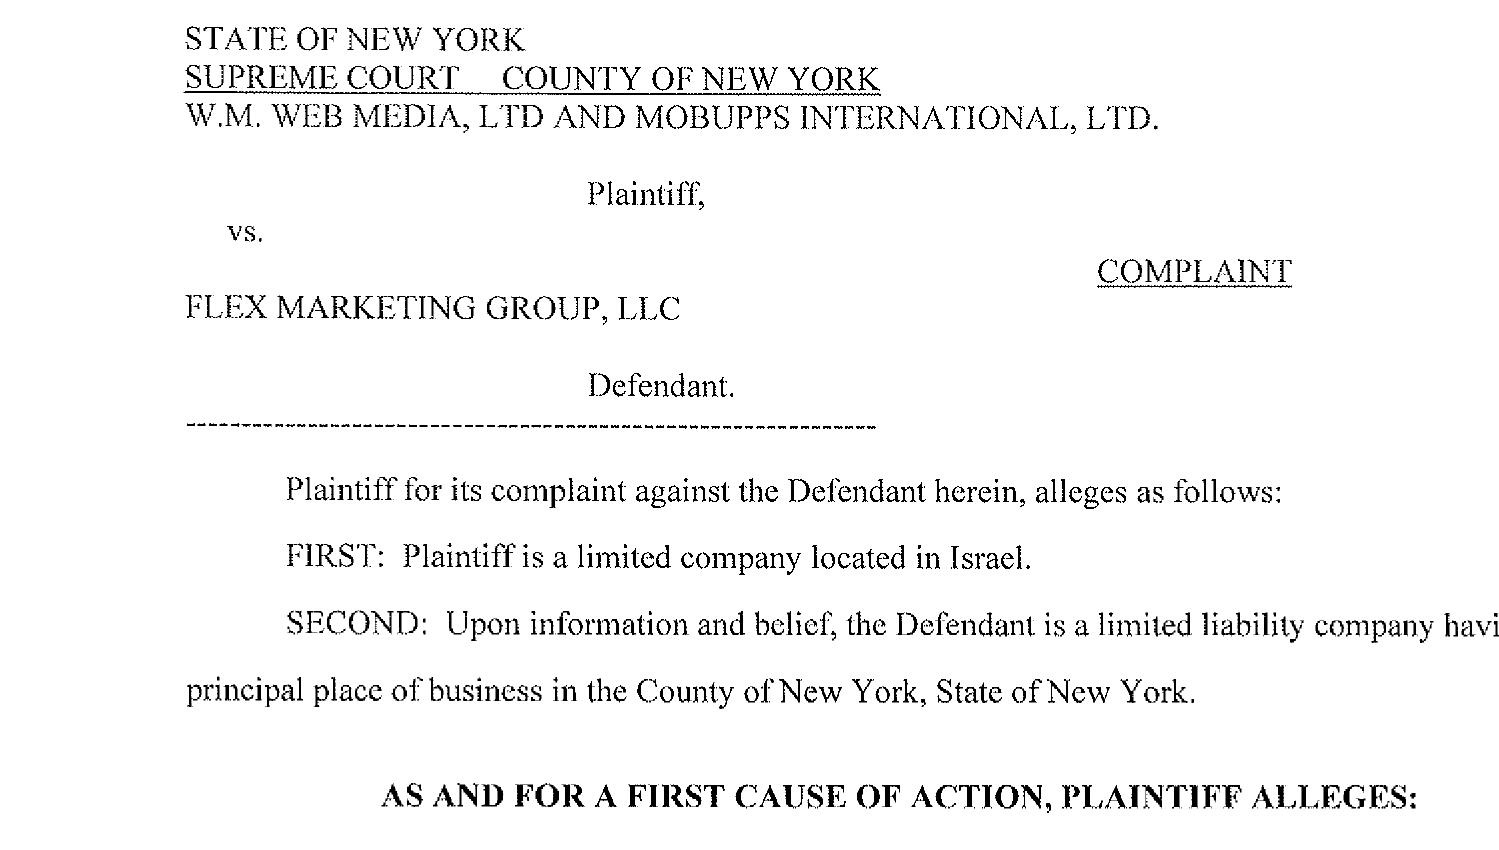 STATE OF NEW YORK
SUPREME COURT COUNTY OF NEW YORK
W.M. WEB MEDIA, LTD AND MOBUPPS INTERNATIONAL, LTD.
Plaintiff,
vs.
COMPLAINT
FLEX MARKETING GROUP, LLC
Defendant.
-------------------------------------------------------------
Plaintiff for its complaint against the Defendant herein, alleges as follows:
FIRST: Plaintiff is a limited company located in Israel.
SECOND: Upon information and belief, the Defendant is a limited liability company havi
principal place of business in the County of New York, State of New York.
AS AND FOR A FIRST CAUSE OF ACTION, PLAINTIFF ALLEGES: